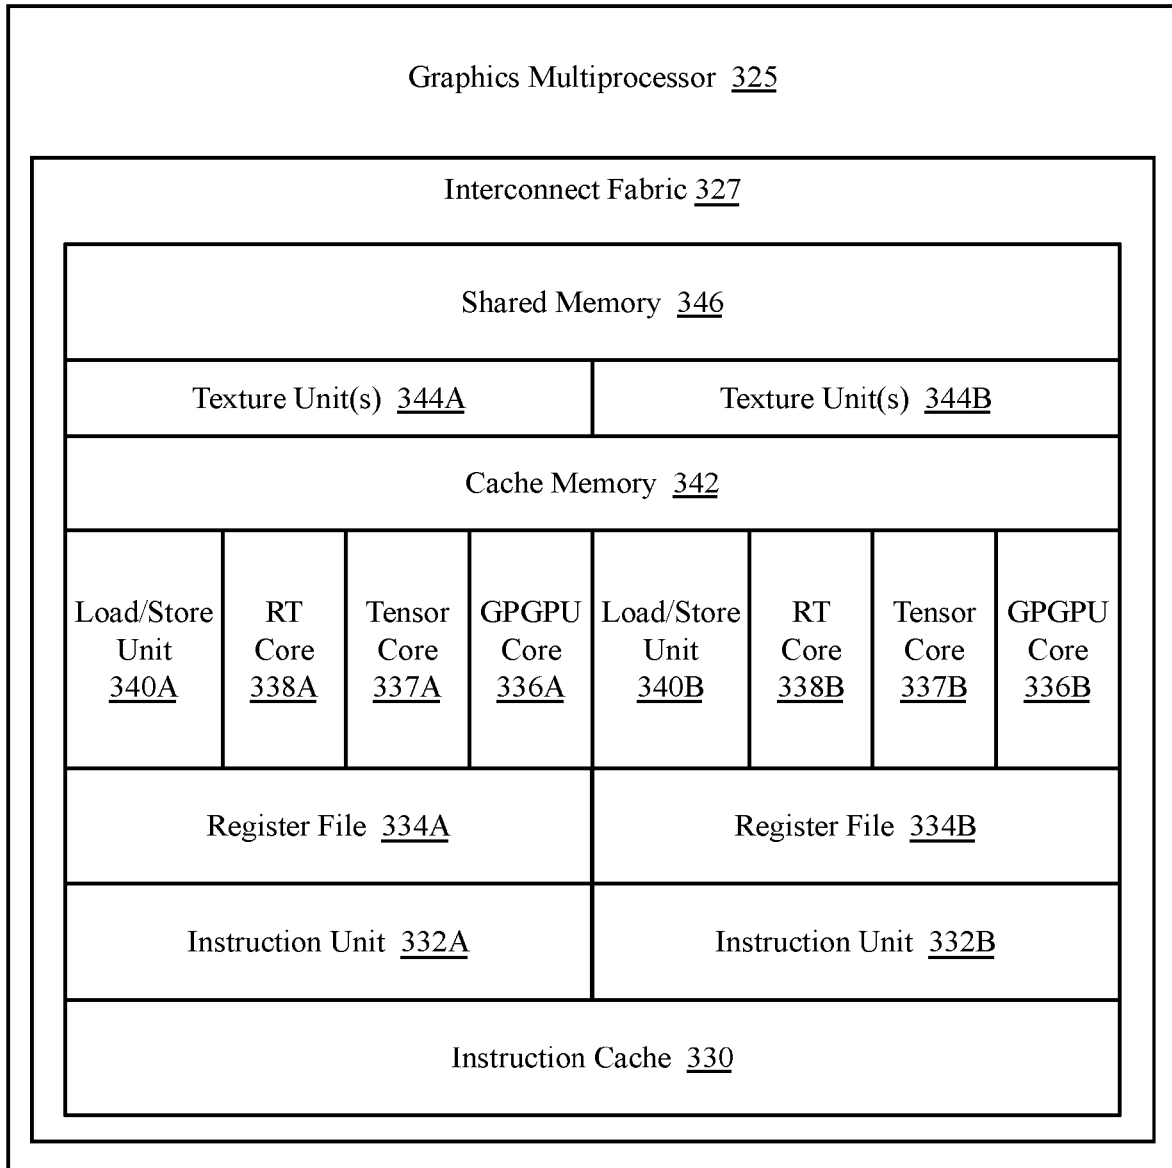 Graphics Multiprocessor 325
Interconnect Fabric 327
Shared Memory 346
Texture Unit(s) 344A
Texture Unit(s) 344B
Cache Memory 342
Load/Store
Unit
340A
RT
Core
338A
Tensor
Core
337A
GPGPU
Core
336A
Load/Store
Unit
340B
RT
Core
338B
Tensor
Core
337B
GPGPU
Core
336B
Register File 334A
Register File 334B
Instruction Unit 332A
Instruction Unit 332B
Instruction Cache 330